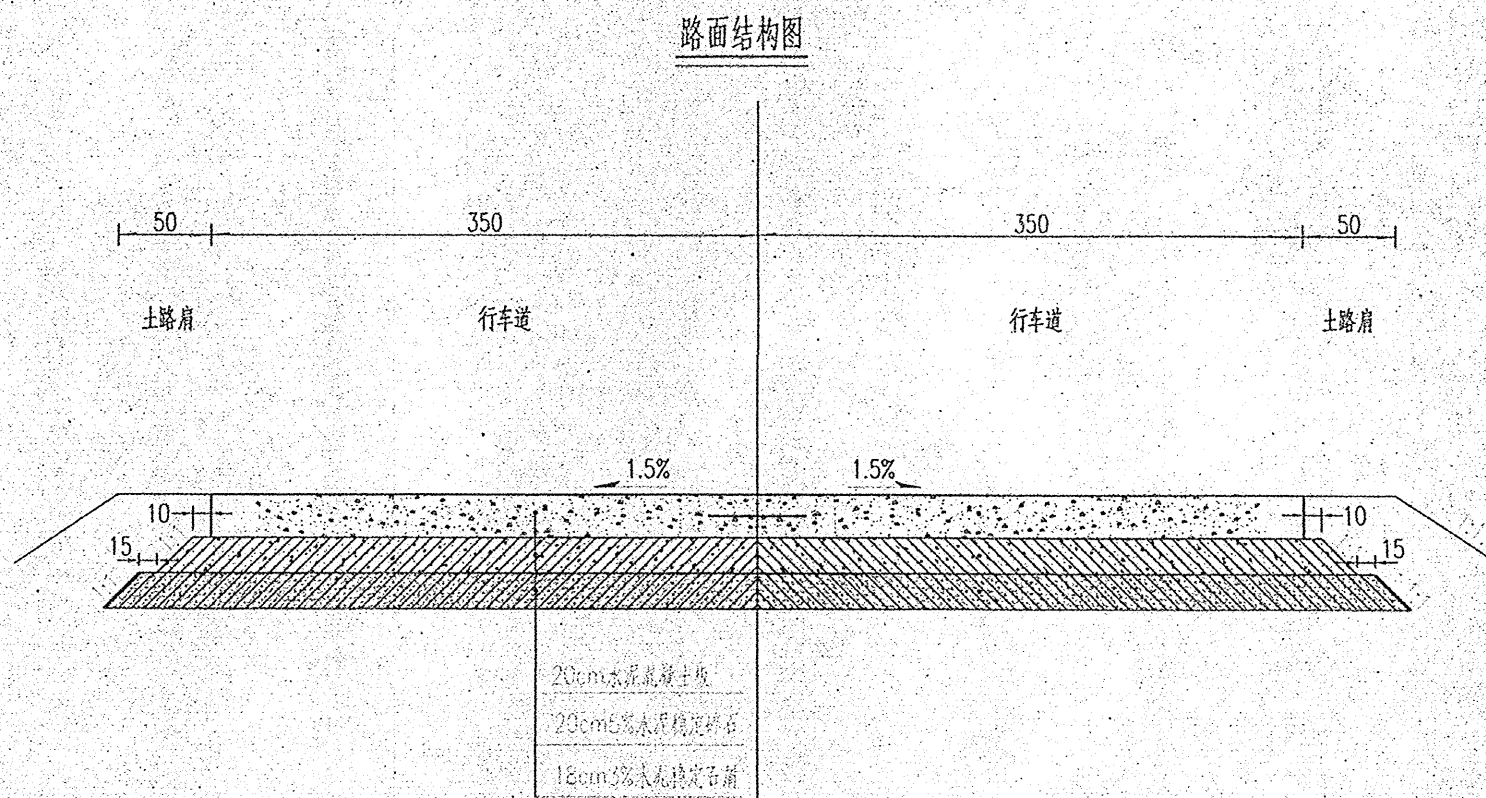 路面结构图
50 350 350 50
土路肩 行车道 行车道 土路肩
1.5% 1.5%
10 10
15 15
20cm水泥混凝土板
20cm5%水泥稳定碎石
18cm3%水泥稳定石屑